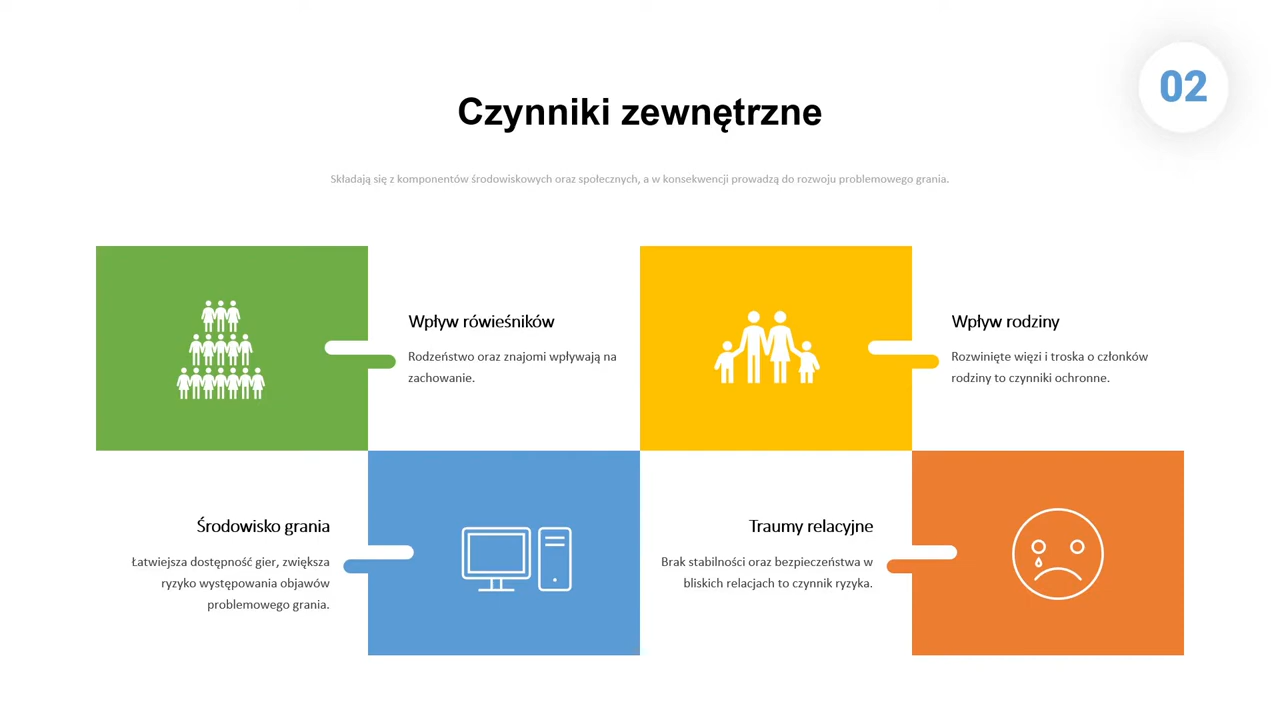 02
Czynniki zewnętrzne
Składają się z komponentów środowiskowych oraz społecznych, a w konsekwencji prowadzą do rozwoju problemowego grania.
Wpływ rówieśników
Rodzeństwo oraz znajomi wpływają na
zachowanie.
Wpływ rodziny
Rozwinięte więzi i troska o członków
rodziny to czynniki ochronne.
Środowisko grania
Łatwiejsza dostępność gier, zwiększa
ryzyko występowania objawów
problemowego grania.
Traumy relacyjne
Brak stabilności oraz bezpieczeństwa w
bliskich relacjach to czynnik ryzyka.